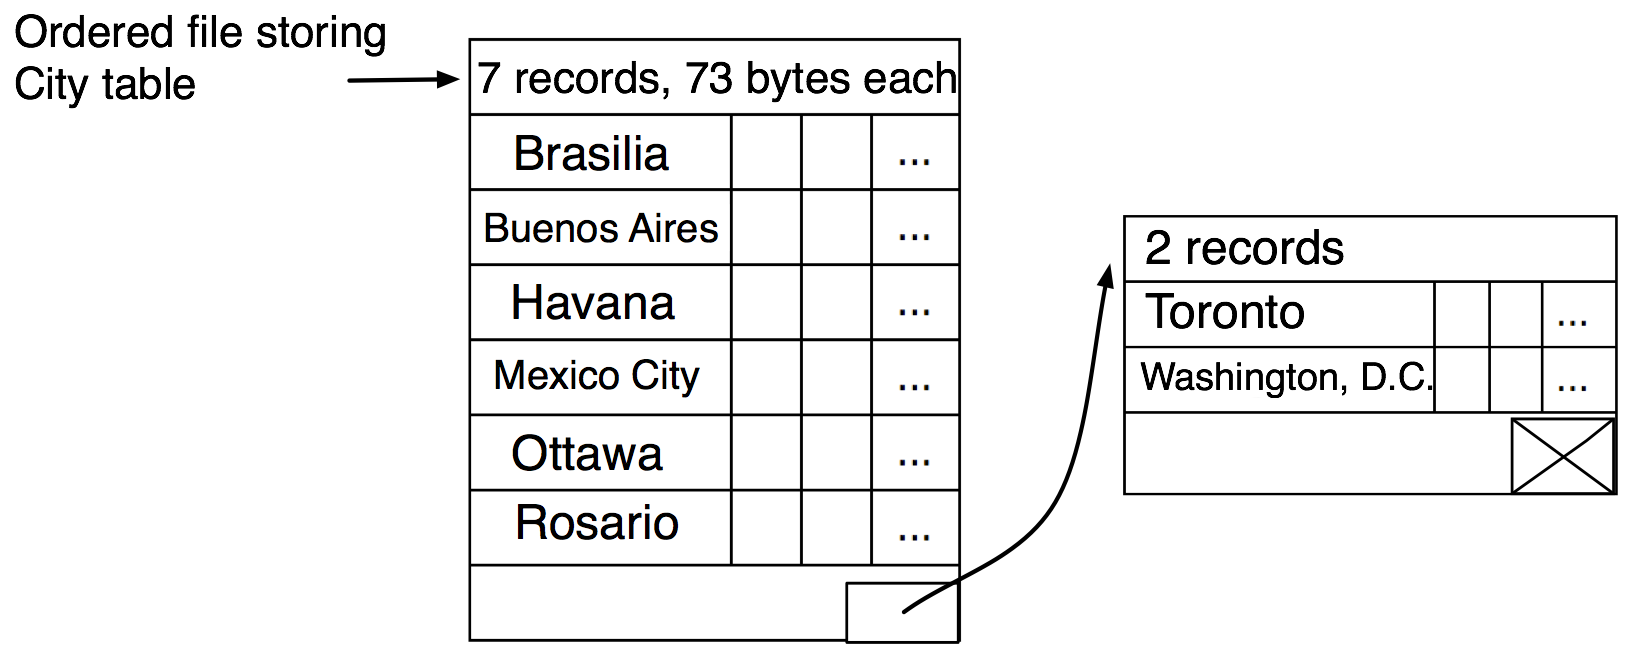 Ordered file storing
City table
7 records, 73 bytes each
Brasilia ...
Buenos Aires ...
Havana ...
Mexico City ...
Ottawa ...
Rosario ...
2 records
Toronto ...
Washington, D.C. ...